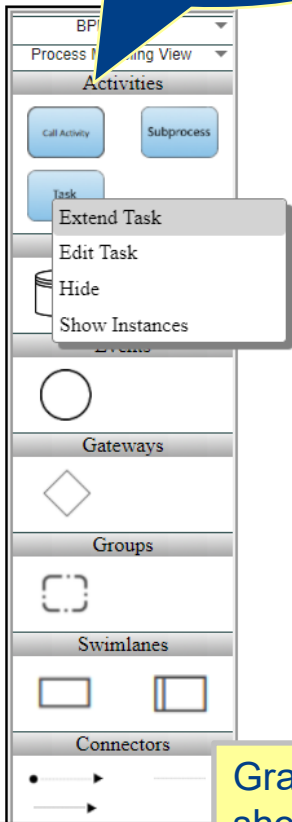 BP
Process M ing View
Activities
Call Activity
Subprocess
Task
Extend Task
Edit Task
Hide
Show Instances
Events
Gateways
Groups
Swimlanes
Connectors
Gra
sho